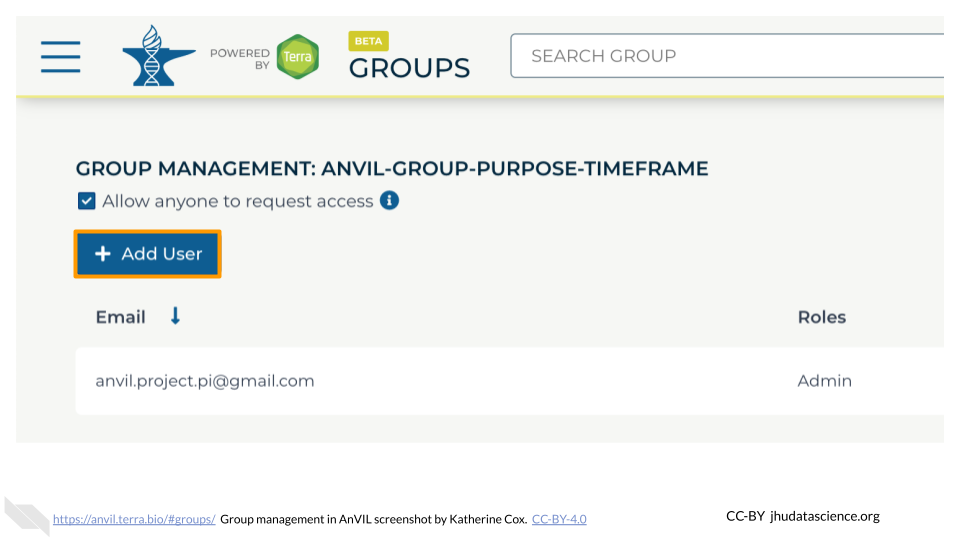 POWERED
BY
Terra
BETA
GROUPS
SEARCH GROUP
GROUP MANAGEMENT: ANVIL-GROUP-PURPOSE-TIMEFRAME
Allow anyone to request access
+ Add User
Email Roles
anvil.project.pi@gmail.com Admin
https://anvil.terra.bio/#groups/ Group management in AnVIL screenshot by Katherine Cox. CC-BY-4.0
CC-BY jhudatascience.org